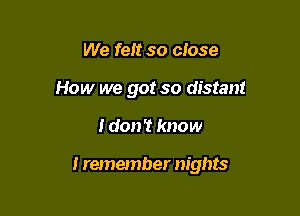 We felt so close
How we got so distant
I don't know
I remember nights